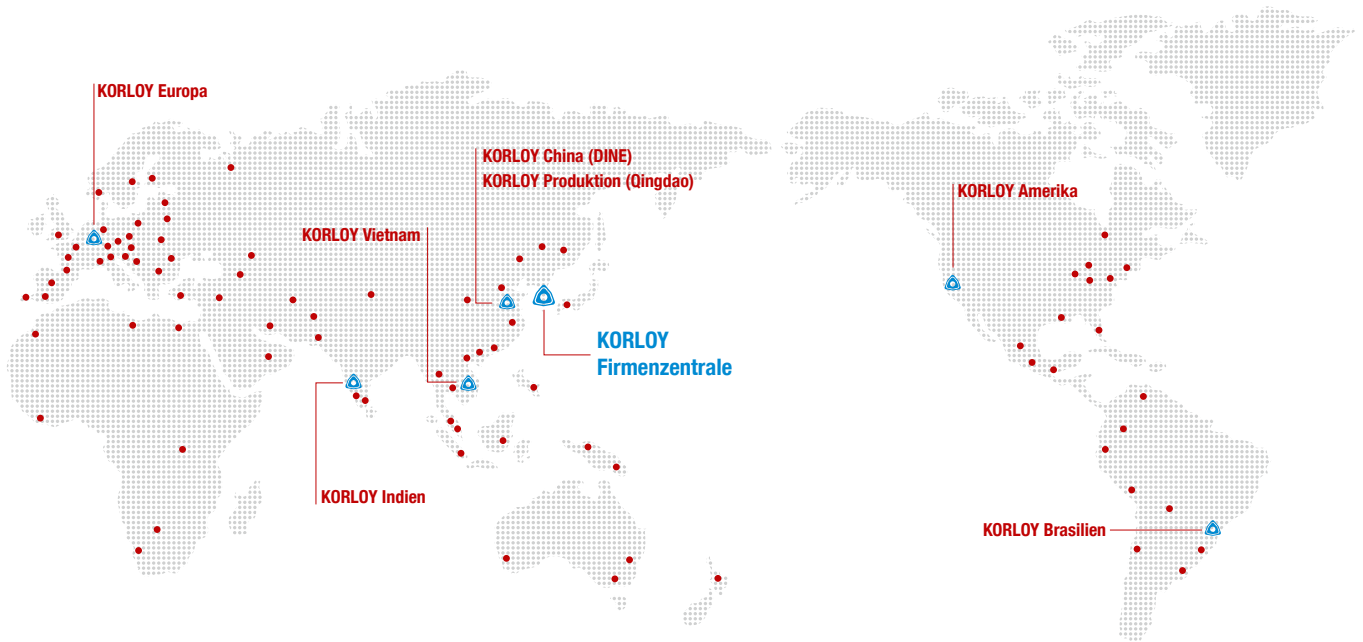 KORLOY Europa
KORLOY China (DINE)
KORLOY Produktion (Qingdao)
KORLOY Amerika
KORLOY Vietnam
KORLOY
Firmenzentrale
KORLOY Indien
KORLOY Brasilien